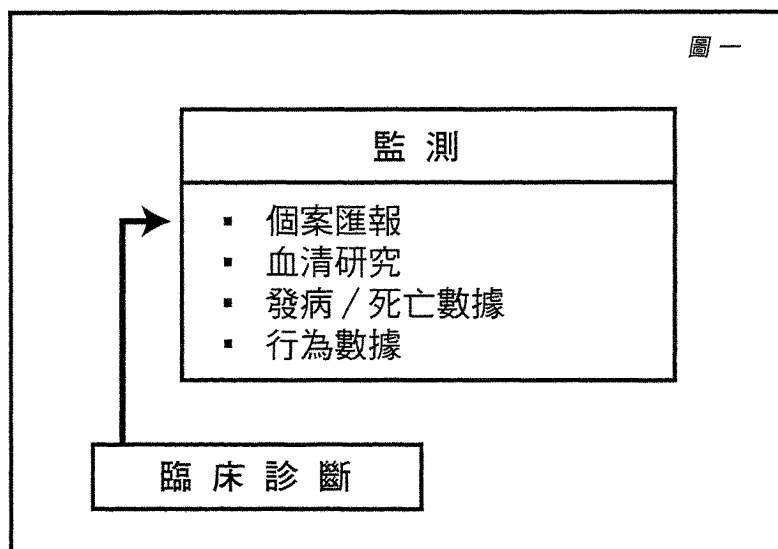 圖一
監測
▪ 個案匯報
▪ 血清研究
▪ 發病／死亡數據
▪ 行為數據
臨床診斷